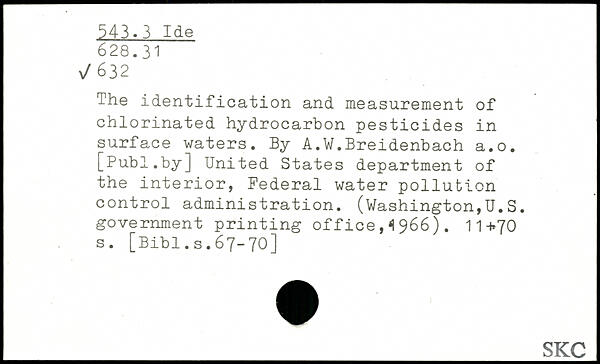 543.3 Ide
628.31
√ 632
The identification and measurement of
chlorinated hydrocarbon pesticides in
surface waters. By A.W.Breidenbach a.o.
[Publ.by] United States department of
the interior, Federal water pollution
control administration. (Washington,U.S.
government printing office,1966). 11+70
s. [Bibl.s.67-70]
SKC